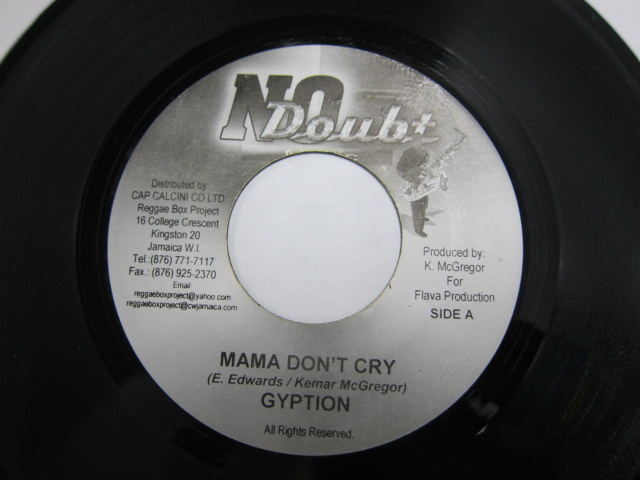 NO
Doubt
Distributed by:
CAP CALCINI CO LTD.
Reggae Box Project
16 College Crescent
Kingston 20
Jamaica W.I.
Tel.:(876) 771-7117
Fax.: (876) 925-2370
Email
reggaeboxproject@yahoo.com
reggaeboxproject@cwjamaica.com
Produced by:
K. McGregor
For
Flava Production
SIDE A
MAMA DON'T CRY
(E. Edwards / Kemar McGregor)
GYPTION
All Rights Reserved.